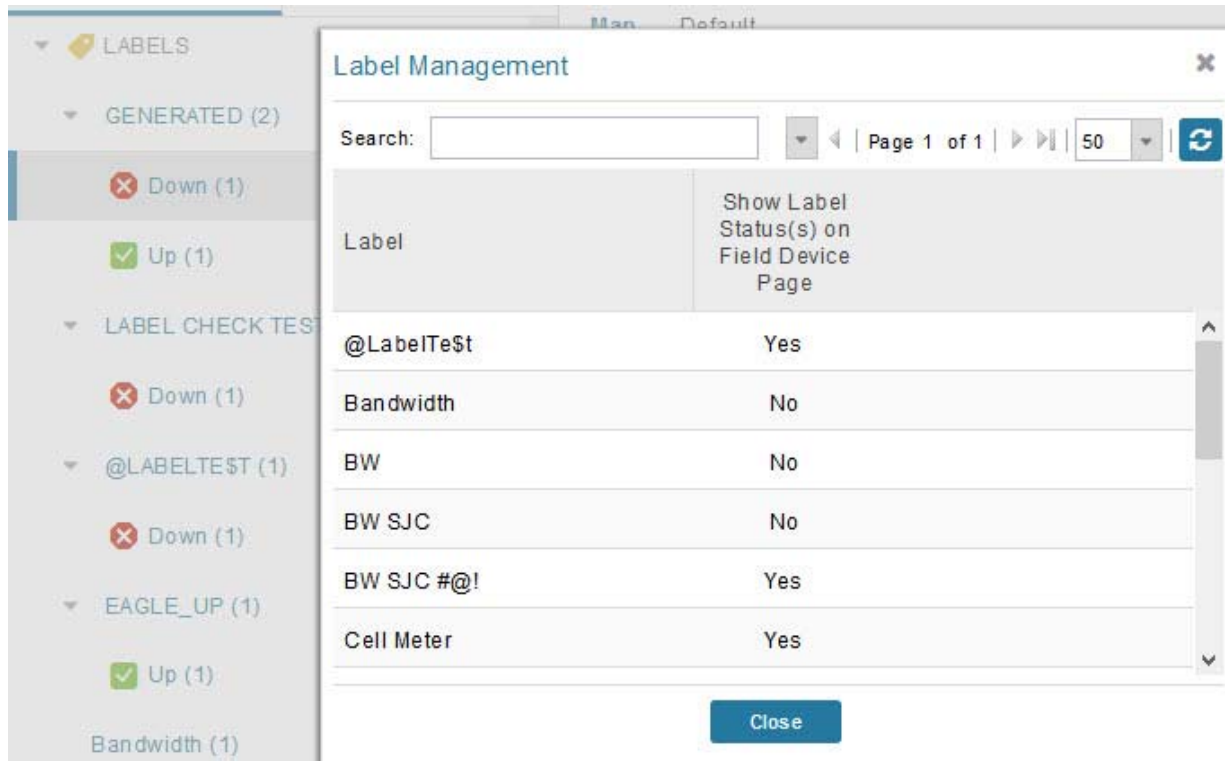 Map Default
LABELS
GENERATED (2)
Down (1)
Up (1)
LABEL CHECK TES
Down (1)
@LABELTE$T (1)
Down (1)
EAGLE_UP (1)
Up (1)
Bandwidth (1)
Label Management
Search: Page 1 of 1 50
Label
Show Label
Status(s) on
Field Device
Page
@LabelTe$t Yes
Bandwidth No
BW No
BW SJC No
BW SJC #@! Yes
Cell Meter Yes
Close